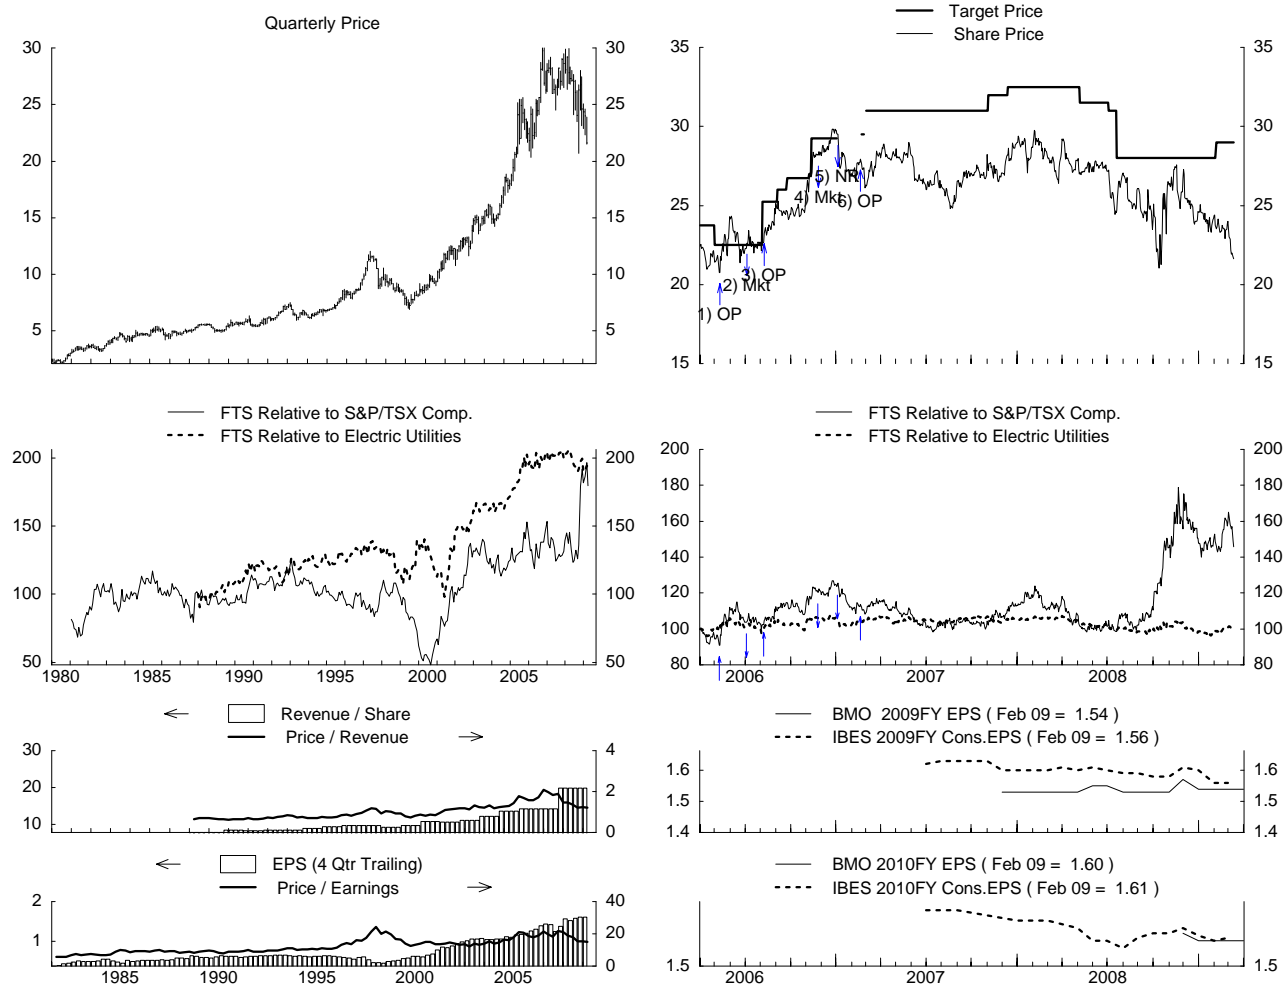 Quarterly Price
30
30
25
25
20
20
15
15
10
10
5
5
Target Price
Share Price
35
35
30
30
25
25
20
20
15
15
5) NR
4) Mkt
6) OP
3) OP
2) Mkt
1) OP
FTS Relative to S&P/TSX Comp.
FTS Relative to Electric Utilities
200
200
150
150
100
100
50
50
1980 1985 1990 1995 2000 2005
FTS Relative to S&P/TSX Comp.
FTS Relative to Electric Utilities
200
200
180
180
160
160
140
140
120
120
100
100
80
80
2006 2007 2008
Revenue / Share
Price / Revenue
30
4
20
2
10
0
BMO 2009FY EPS ( Feb 09 = 1.54 )
IBES 2009FY Cons.EPS ( Feb 09 = 1.56 )
1.6
1.6
1.5
1.5
1.4
1.4
EPS (4 Qtr Trailing)
Price / Earnings
2
40
1
20
0
1985 1990 1995 2000 2005
BMO 2010FY EPS ( Feb 09 = 1.60 )
IBES 2010FY Cons.EPS ( Feb 09 = 1.61 )
1.5
1.5
2006 2007 2008